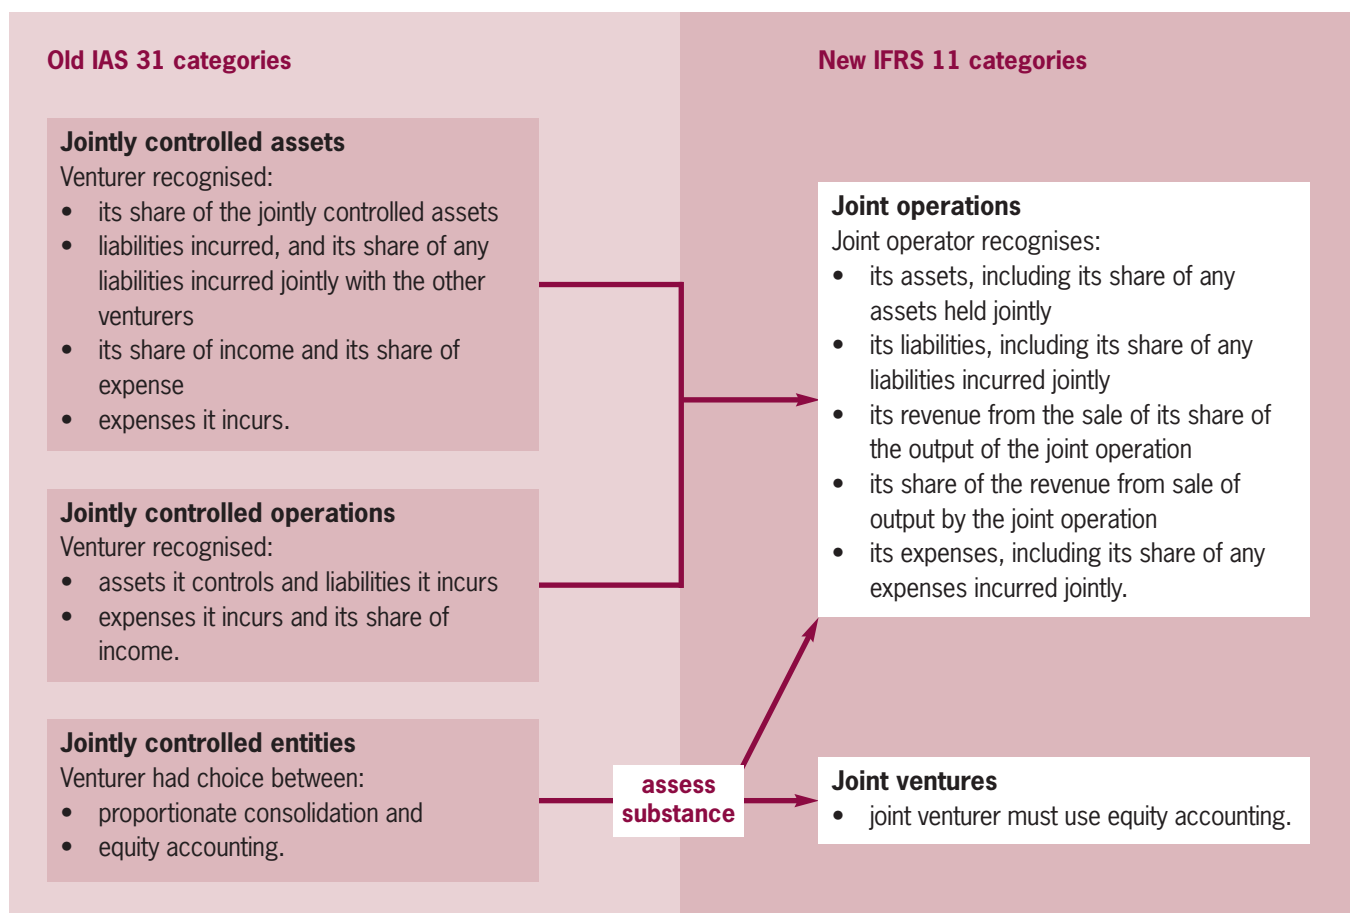 Old IAS 31 categories
Jointly controlled assets
Venturer recognised:
• its share of the jointly controlled assets
• liabilities incurred, and its share of any
liabilities incurred jointly with the other
venturers
• its share of income and its share of
expense
• expenses it incurs.
Jointly controlled operations
Venturer recognised:
• assets it controls and liabilities it incurs
• expenses it incurs and its share of
income.
Jointly controlled entities
Venturer had choice between:
• proportionate consolidation and
• equity accounting.
assess
substance
New IFRS 11 categories
Joint operations
Joint operator recognises:
• its assets, including its share of any
assets held jointly
• its liabilities, including its share of any
liabilities incurred jointly
• its revenue from the sale of its share of
the output of the joint operation
• its share of the revenue from sale of
output by the joint operation
• its expenses, including its share of any
expenses incurred jointly.
Joint ventures
• joint venturer must use equity accounting.